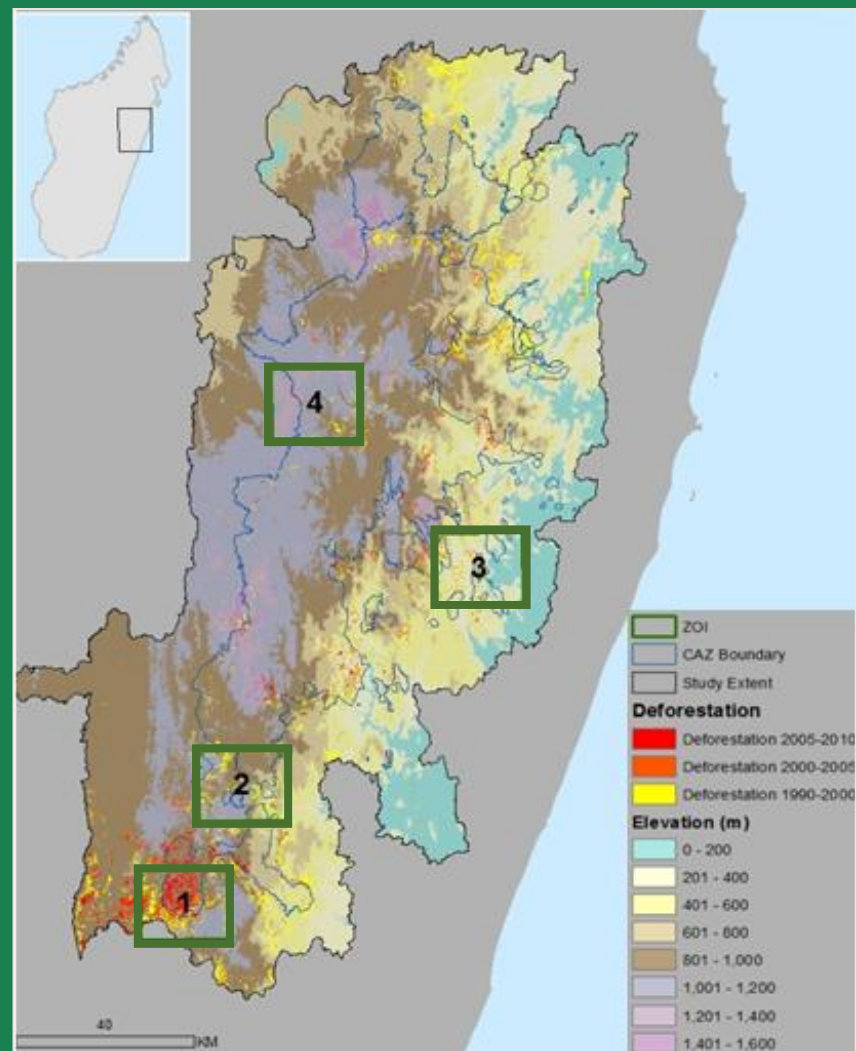 4
3
2
1
ZOI
CAZ Boundary
Study Extent
Deforestation
Deforestation 2005-2010
Deforestation 2000-2005
Deforestation 1990-2000
Elevation (m)
0 - 200
201 - 400
401 - 600
601 - 800
801 - 1,000
1,001 - 1,200
1,201 - 1,400
1,401 - 1,600
40
KM